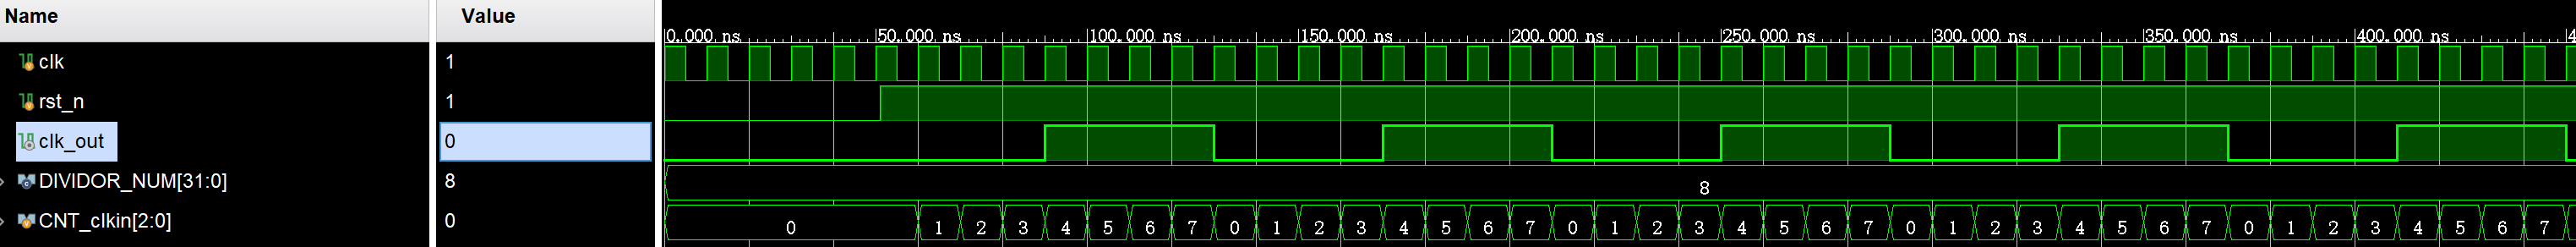 Name Value
0.000 ns 50.000 ns 100.000 ns 150.000 ns 200.000 ns 250.000 ns 300.000 ns 350.000 ns 400.000 ns 4
clk 1
rst_n 1
clk_out 0
DIVIDOR_NUM[31:0] 8 8
CNT_clkin[2:0] 0 0 1 2 3 4 5 6 7 0 1 2 3 4 5 6 7 0 1 2 3 4 5 6 7 0 1 2 3 4 5 6 7 0 1 2 3 4 5 6 7